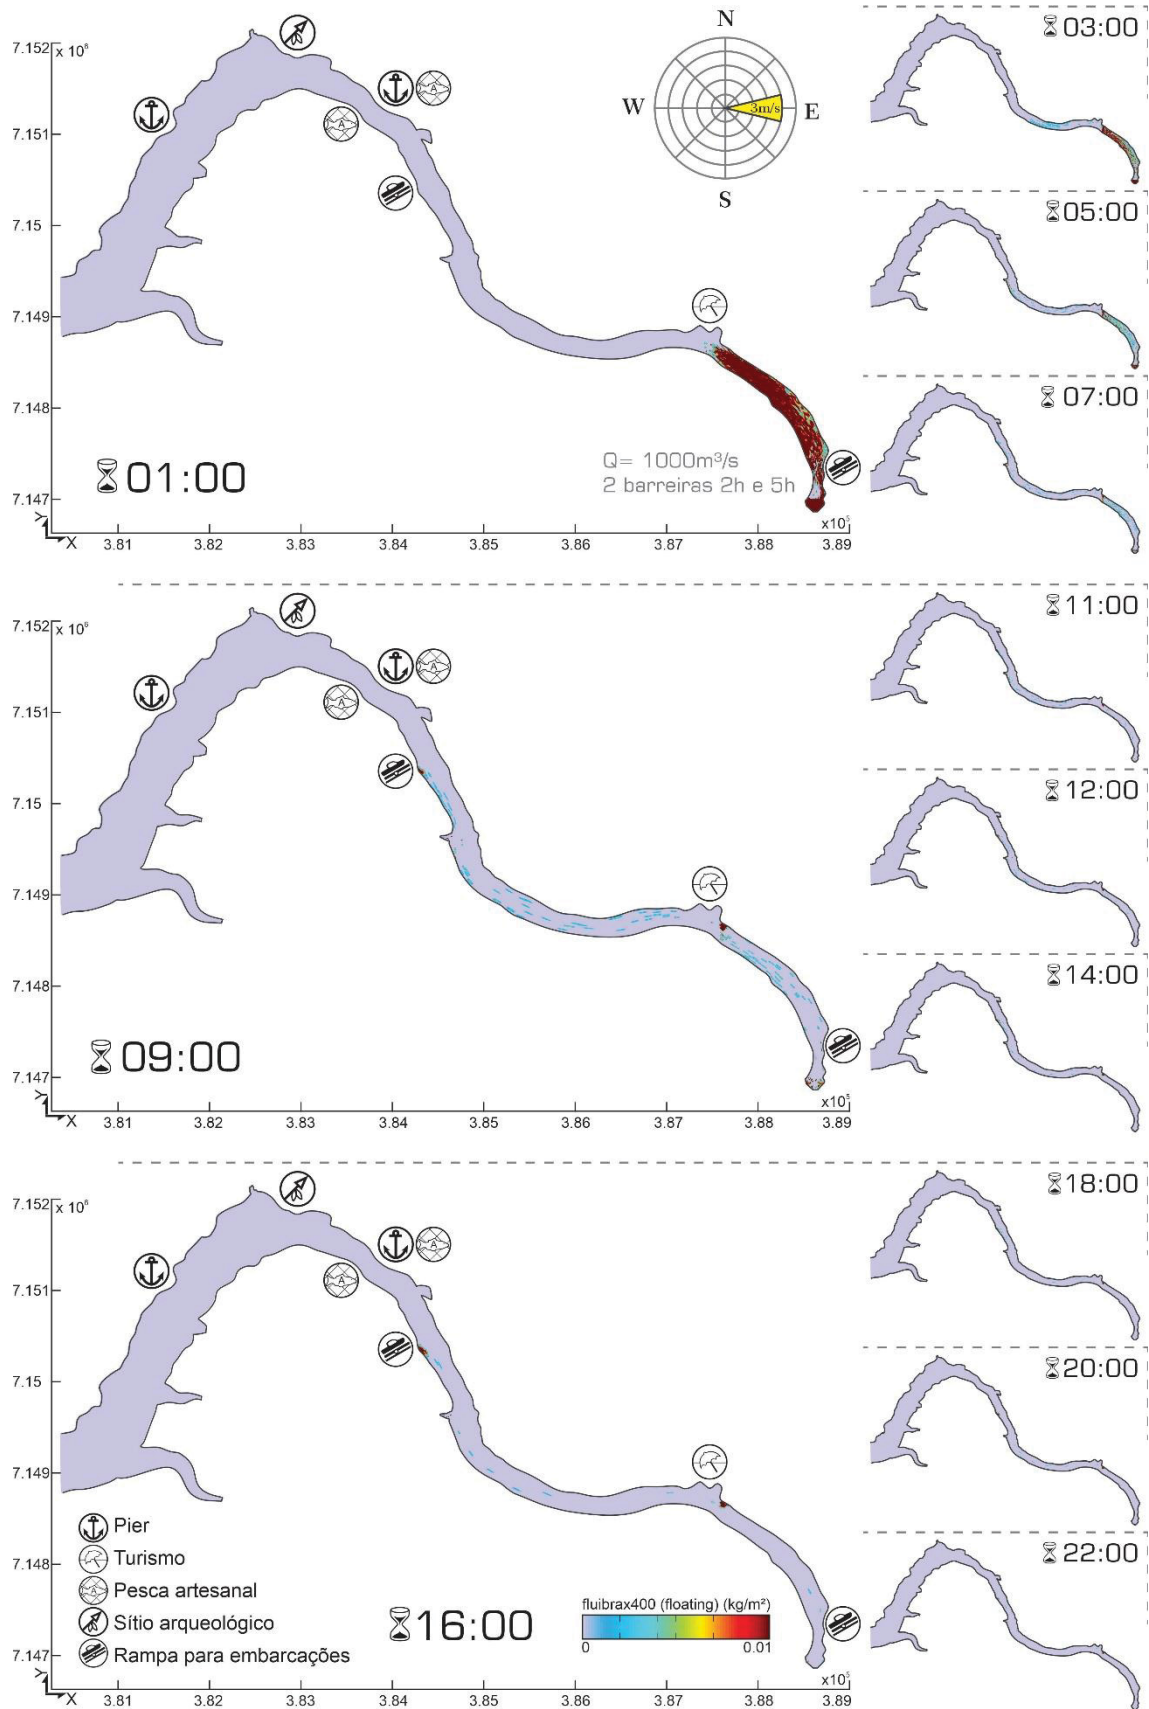 7.152
x 10⁶
7.151
7.15
7.149
7.148
7.147
N
W
3m/s
E
S
A
A
01:00
Q= 1000m³/s
2 barreiras 2h e 5h
Y
X
x10⁵
3.81 3.82 3.83 3.84 3.85 3.86 3.87 3.88 3.89
03:00
05:00
07:00
7.152
x 10⁶
7.151
7.15
7.149
7.148
7.147
A
A
09:00
Y
X
x10⁵
3.81 3.82 3.83 3.84 3.85 3.86 3.87 3.88 3.89
11:00
12:00
14:00
7.152
x 10⁶
7.151
7.15
7.149
7.148
7.147
A
A
Pier
Turismo
A
Pesca artesanal
Sítio arqueológico
Rampa para embarcações
16:00
fluibrax400 (floating) (kg/m²)
0 0.01
Y
X
x10⁵
3.81 3.82 3.83 3.84 3.85 3.86 3.87 3.88 3.89
18:00
20:00
22:00